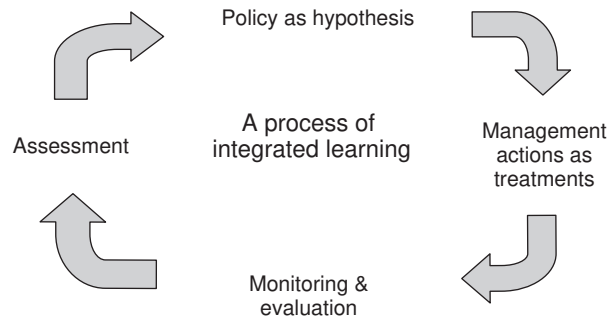 Policy as hypothesis
A process of
integrated learning
Assessment
Management
actions as
treatments
Monitoring &
evaluation